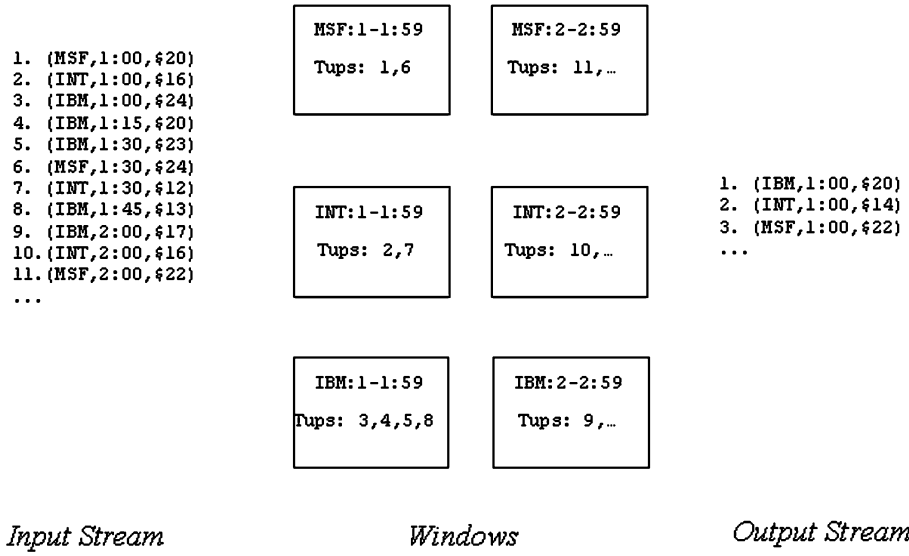 1. (MSF,1:00,$20)
2. (INT,1:00,$16)
3. (IBM,1:00,$24)
4. (IBM,1:15,$20)
5. (IBM,1:30,$23)
6. (MSF,1:30,$24)
7. (INT,1:30,$12)
8. (IBM,1:45,$13)
9. (IBM,2:00,$17)
10.(INT,2:00,$16)
11.(MSF,2:00,$22)
...
MSF:1-1:59
Tups: 1,6
MSF:2-2:59
Tups: 11,…
INT:1-1:59
Tups: 2,7
INT:2-2:59
Tups: 10,…
IBM:1-1:59
Tups: 3,4,5,8
IBM:2-2:59
Tups: 9,…
1. (IBM,1:00,$20)
2. (INT,1:00,$14)
3. (MSF,1:00,$22)
...
Input Stream
Windows
Output Stream